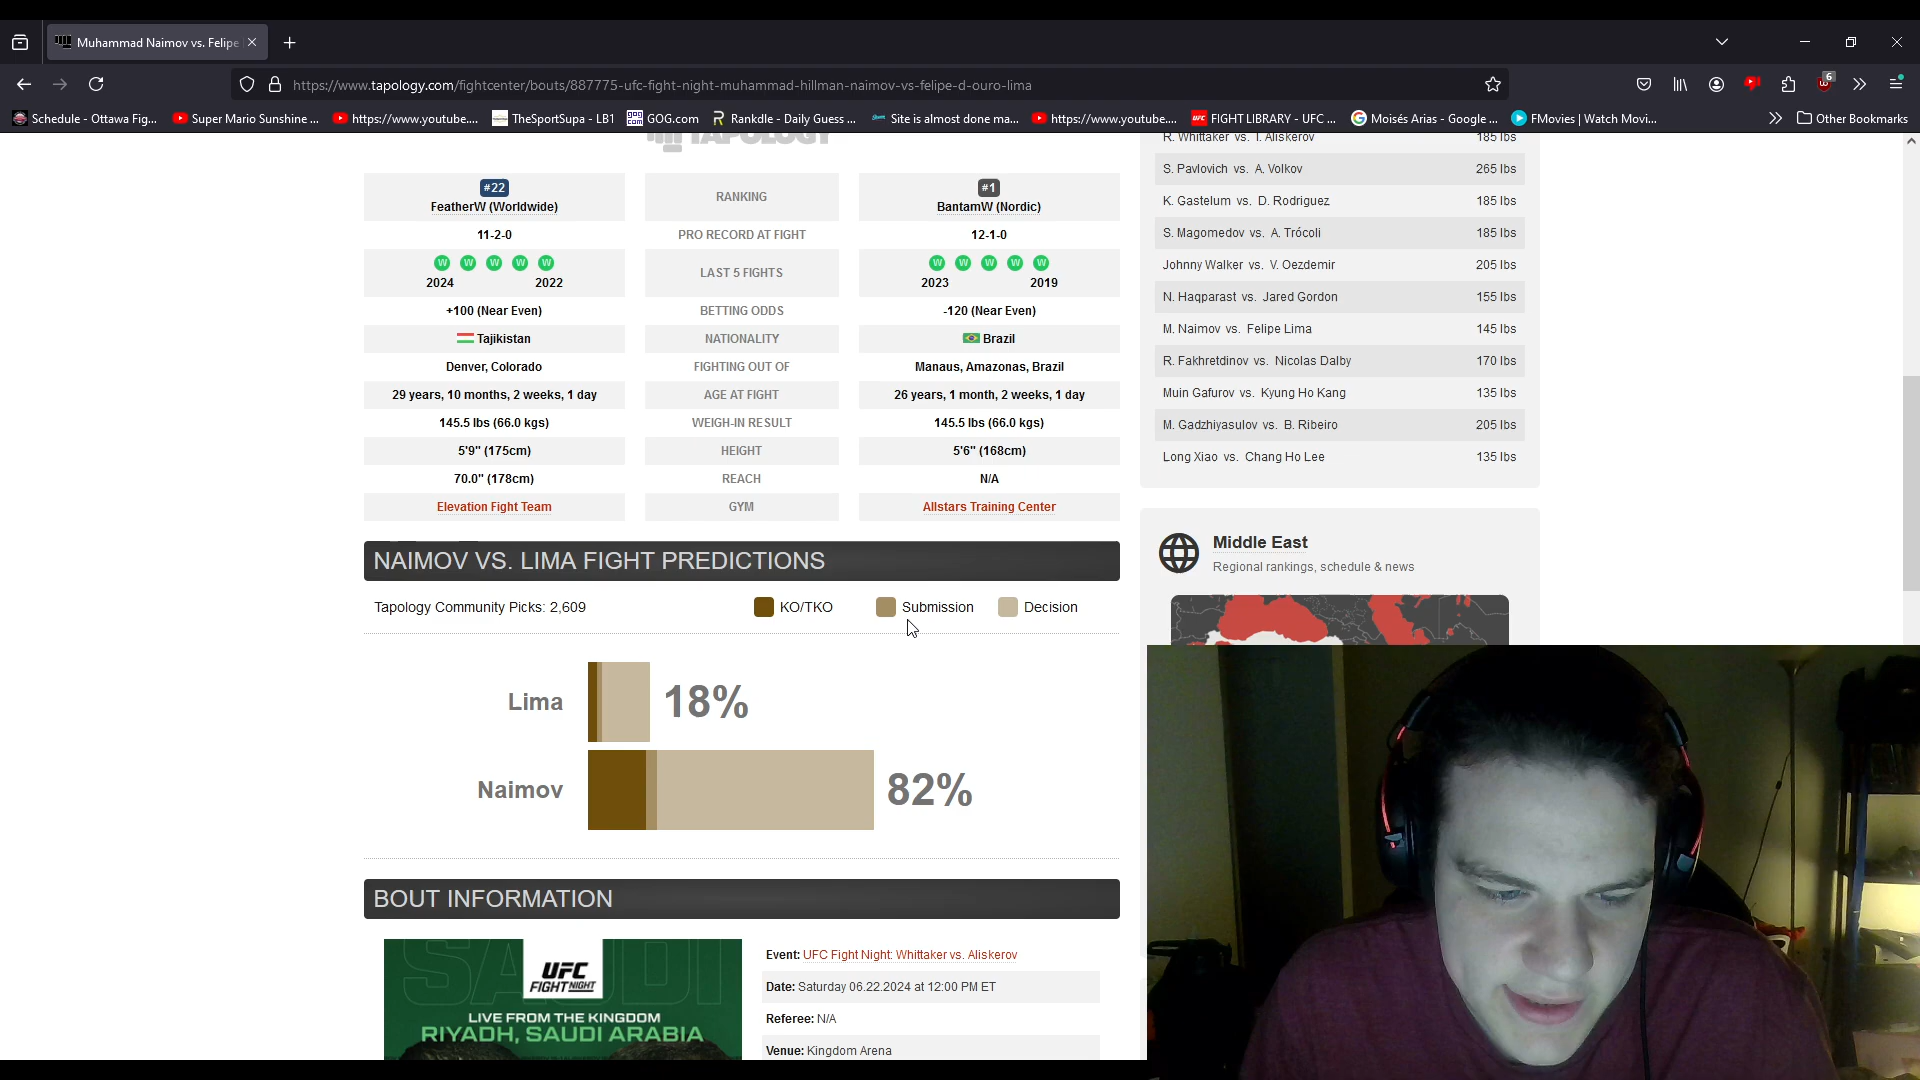 Muhammad Naimov vs. Felipe
https://www.tapology.com/fightcenter/bouts/887775-ufc-fight-night-muhammad-hillman-naimov-vs-felipe-d-ouro-lima
6
Schedule - Ottawa Fig... Super Mario Sunshine ... https://www.youtube.... TheSportSupa - LB1 GOG.com Rankdle - Daily Guess ... Site is almost done ma... https://www.youtube.... FIGHT LIBRARY - UFC ... Moisés Arias - Google ... FMovies | Watch Movi... Other Bookmarks
TAPOLOGY
#22 RANKING #1
FeatherW (Worldwide) BantamW (Nordic)
11-2-0 PRO RECORD AT FIGHT 12-1-0
W W W W W LAST 5 FIGHTS W W W W W
2024 2022 2023 2019
+100 (Near Even) BETTING ODDS -120 (Near Even)
Tajikistan NATIONALITY Brazil
Denver, Colorado FIGHTING OUT OF Manaus, Amazonas, Brazil
29 years, 10 months, 2 weeks, 1 day AGE AT FIGHT 26 years, 1 month, 2 weeks, 1 day
145.5 lbs (66.0 kgs) WEIGH-IN RESULT 145.5 lbs (66.0 kgs)
5'9" (175cm) HEIGHT 5'6" (168cm)
70.0" (178cm) REACH N/A
Elevation Fight Team GYM Allstars Training Center
NAIMOV VS. LIMA FIGHT PREDICTIONS
Tapology Community Picks: 2,609 KO/TKO Submission Decision
Lima 18%
Naimov 82%
BOUT INFORMATION
SAUDI
UFC
FIGHT NIGHT
LIVE FROM THE KINGDOM
RIYADH, SAUDI ARABIA
Event: UFC Fight Night: Whittaker vs. Aliskerov
Date: Saturday 06.22.2024 at 12:00 PM ET
Referee: N/A
Venue: Kingdom Arena
R. Whittaker vs. I. Aliskerov 185 lbs
S. Pavlovich vs. A. Volkov 265 lbs
K. Gastelum vs. D. Rodriguez 185 lbs
S. Magomedov vs. A. Trócoli 185 lbs
Johnny Walker vs. V. Oezdemir 205 lbs
N. Haqparast vs. Jared Gordon 155 lbs
M. Naimov vs. Felipe Lima 145 lbs
R. Fakhretdinov vs. Nicolas Dalby 170 lbs
Muin Gafurov vs. Kyung Ho Kang 135 lbs
M. Gadzhiyasulov vs. B. Ribeiro 205 lbs
Long Xiao vs. Chang Ho Lee 135 lbs
Middle East
Regional rankings, schedule & news